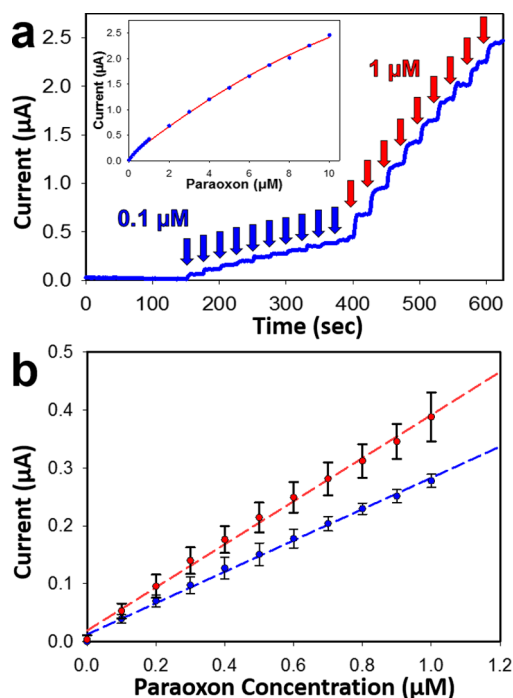 a
2.5
2.0
1.5
1.0
0.5
0.0
Current (µA)
2.5
2.0
1.5
1.0
0.5
0.0
Current (µA)
0 2 4 6 8 10
Paraoxon (µM)
1 µM
0.1 µM
0 100 200 300 400 500 600
Time (sec)
b
0.5
0.4
0.3
0.2
0.1
0.0
Current (µA)
0.0 0.2 0.4 0.6 0.8 1.0 1.2
Paraoxon Concentration (µM)